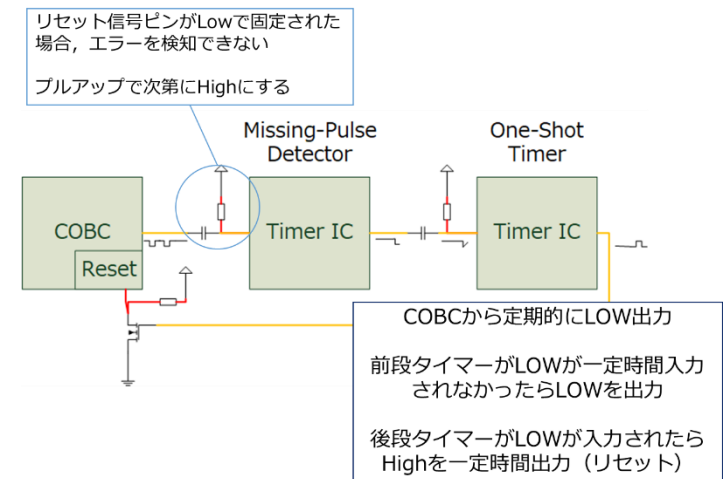 リセット信号ピンがLowで固定された
場合，エラーを検知できない
プルアップで次第にHighにする
Missing-Pulse
Detector
One-Shot
Timer
COBC
Timer IC
Timer IC
Reset
COBCから定期的にLOW出力
前段タイマーがLOWが一定時間入力
されなかったらLOWを出力
後段タイマーがLOWが入力されたら
Highを一定時間出力（リセット）